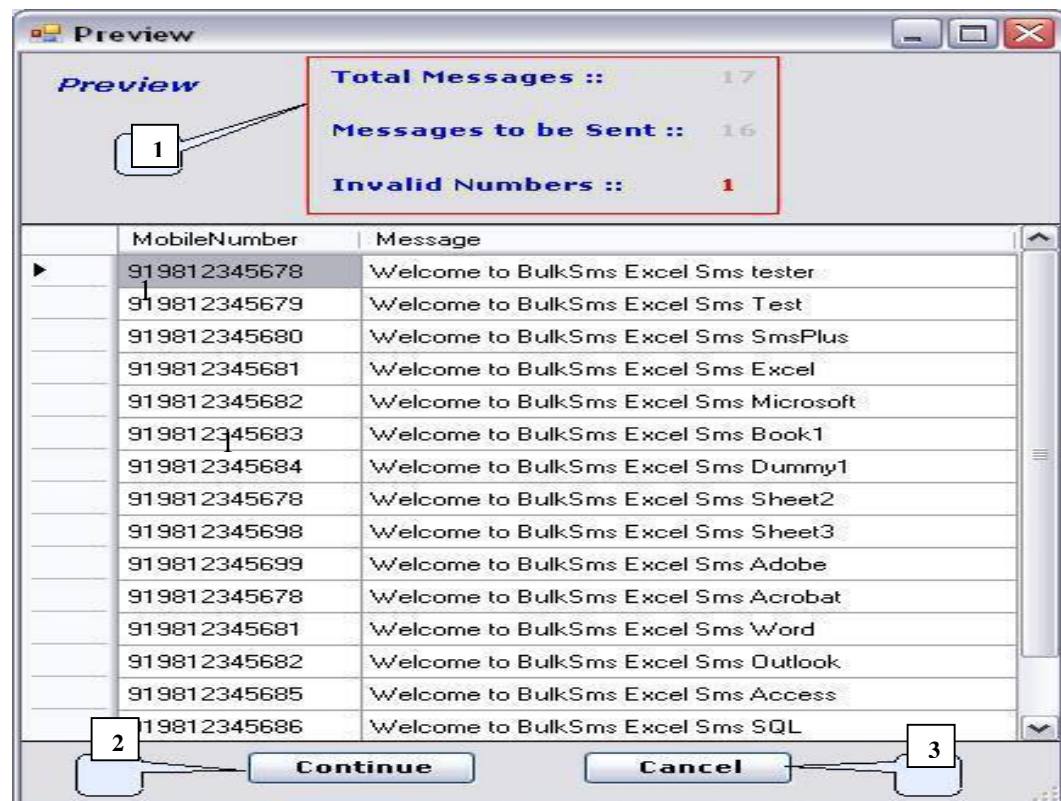 Preview
Preview
Total Messages :: 17
1
Messages to be Sent :: 16
Invalid Numbers :: 1
MobileNumber Message
919812345678 Welcome to BulkSms Excel Sms tester
1
919812345679 Welcome to BulkSms Excel Sms Test
919812345680 Welcome to BulkSms Excel Sms SmsPlus
919812345681 Welcome to BulkSms Excel Sms Excel
919812345682 Welcome to BulkSms Excel Sms Microsoft
919812345683 Welcome to BulkSms Excel Sms Book1
1
919812345684 Welcome to BulkSms Excel Sms Dummy1
919812345678 Welcome to BulkSms Excel Sms Sheet2
919812345698 Welcome to BulkSms Excel Sms Sheet3
919812345699 Welcome to BulkSms Excel Sms Adobe
919812345678 Welcome to BulkSms Excel Sms Acrobat
919812345681 Welcome to BulkSms Excel Sms Word
919812345682 Welcome to BulkSms Excel Sms Outlook
919812345685 Welcome to BulkSms Excel Sms Access
919812345686 Welcome to BulkSms Excel Sms SQL
2
3
Continue Cancel